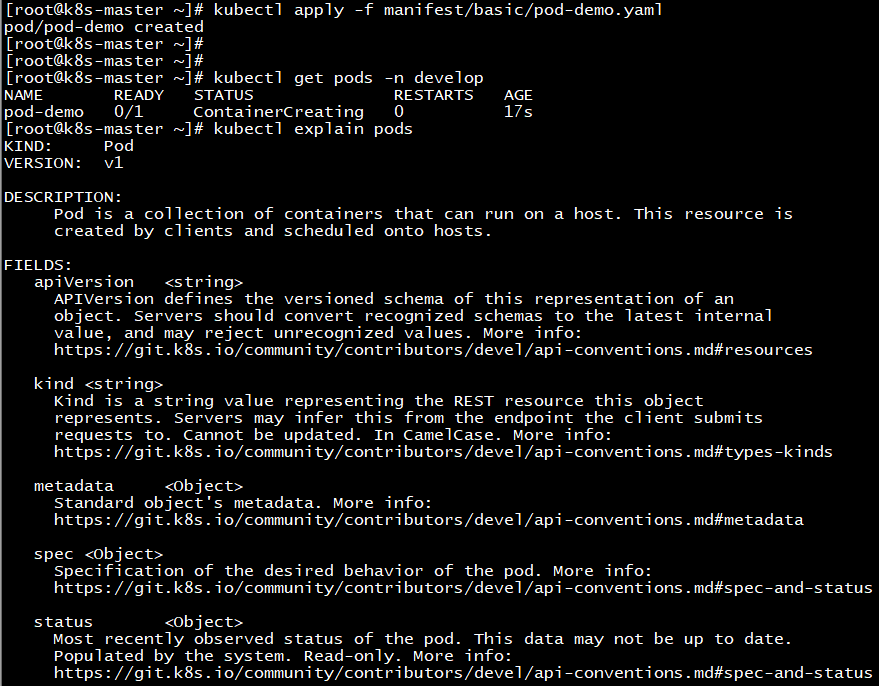 [root@k8s-master ~]# kubectl apply -f manifest/basic/pod-demo.yaml
pod/pod-demo created
[root@k8s-master ~]#
[root@k8s-master ~]#
[root@k8s-master ~]# kubectl get pods -n develop
NAME       READY   STATUS              RESTARTS   AGE
pod-demo   0/1     ContainerCreating   0          17s
[root@k8s-master ~]# kubectl explain pods
KIND:     Pod
VERSION:  v1

DESCRIPTION:
     Pod is a collection of containers that can run on a host. This resource is
     created by clients and scheduled onto hosts.

FIELDS:
   apiVersion   <string>
     APIVersion defines the versioned schema of this representation of an
     object. Servers should convert recognized schemas to the latest internal
     value, and may reject unrecognized values. More info:
     https://git.k8s.io/community/contributors/devel/api-conventions.md#resources

   kind <string>
     Kind is a string value representing the REST resource this object
     represents. Servers may infer this from the endpoint the client submits
     requests to. Cannot be updated. In CamelCase. More info:
     https://git.k8s.io/community/contributors/devel/api-conventions.md#types-kinds

   metadata     <Object>
     Standard object's metadata. More info:
     https://git.k8s.io/community/contributors/devel/api-conventions.md#metadata

   spec <Object>
     Specification of the desired behavior of the pod. More info:
     https://git.k8s.io/community/contributors/devel/api-conventions.md#spec-and-status

   status       <Object>
     Most recently observed status of the pod. This data may not be up to date.
     Populated by the system. Read-only. More info:
     https://git.k8s.io/community/contributors/devel/api-conventions.md#spec-and-status